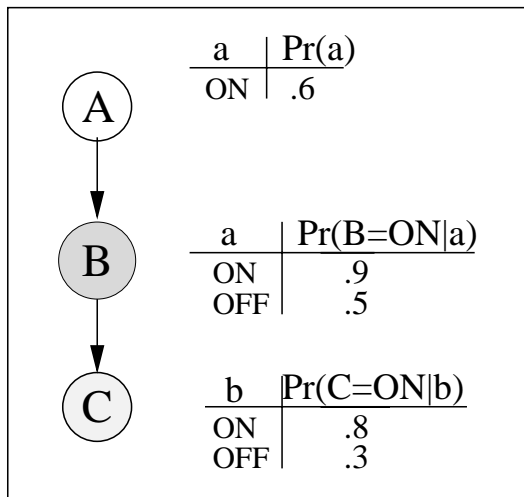 a Pr(a)
ON .6
A
a Pr(B=ON|a)
B
ON .9
OFF .5
b Pr(C=ON|b)
C
ON .8
OFF .3